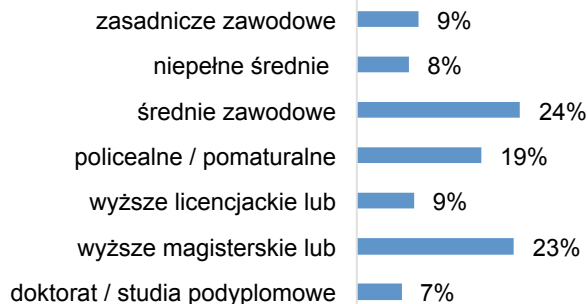 zasadnicze zawodowe 9%
niepełne średnie 8%
średnie zawodowe 24%
policealne / pomaturalne 19%
wyższe licencjackie lub 9%
wyższe magisterskie lub 23%
doktorat / studia podyplomowe 7%